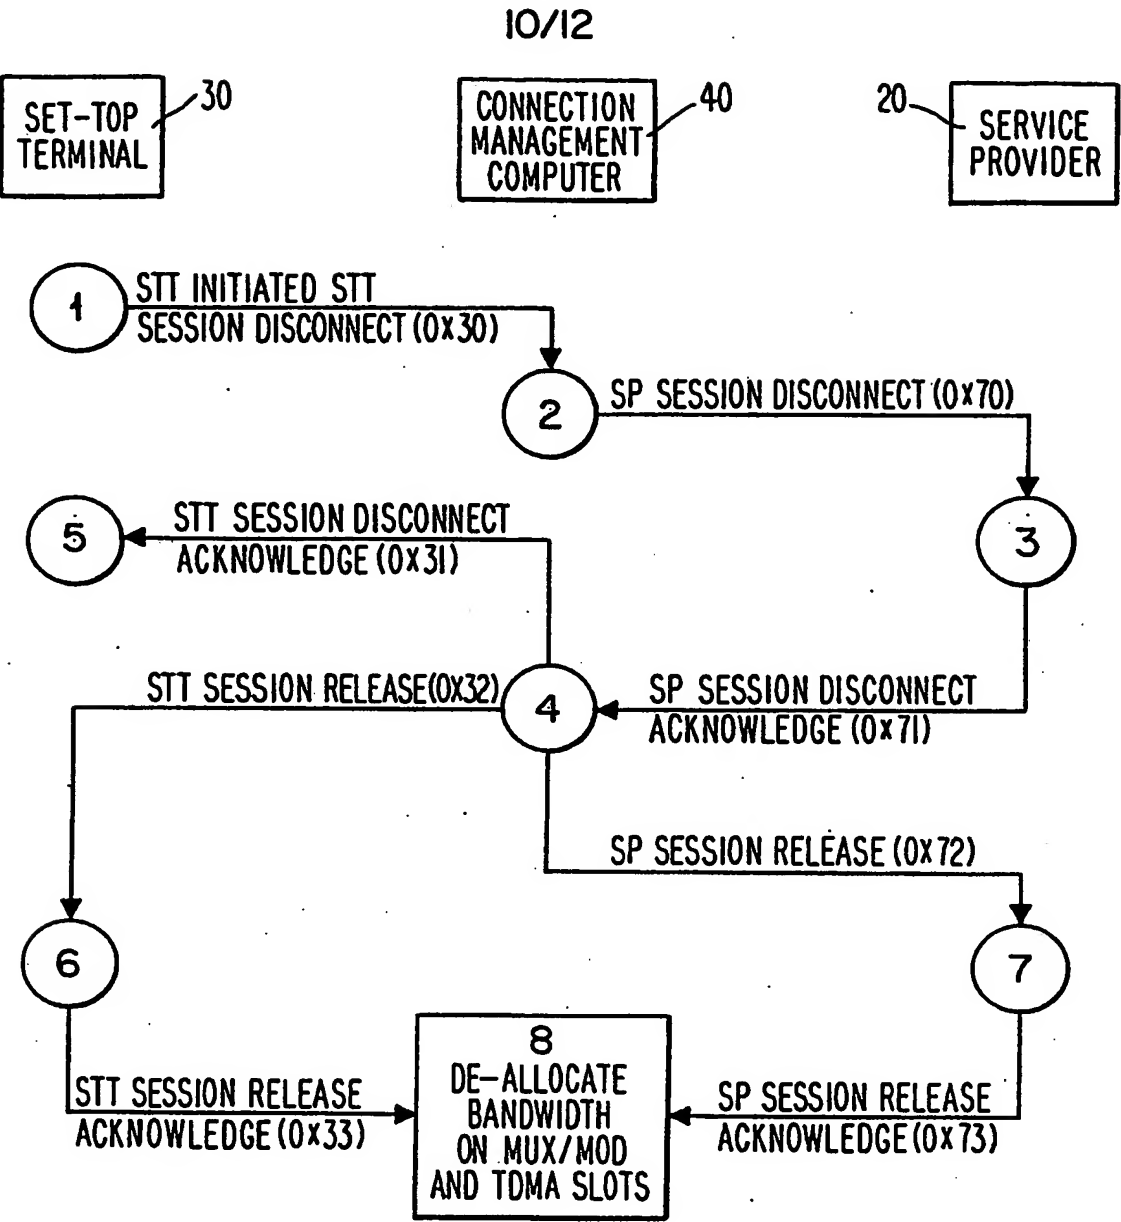 10/12
SET-TOP
TERMINAL
30
CONNECTION
MANAGEMENT
COMPUTER
40
20
SERVICE
PROVIDER
1
STT INITIATED STT
SESSION DISCONNECT (0X30)
2
SP SESSION DISCONNECT (0X70)
3
5
STT SESSION DISCONNECT
ACKNOWLEDGE (0X31)
STT SESSION RELEASE (0X32)
4
SP SESSION DISCONNECT
ACKNOWLEDGE (0X71)
SP SESSION RELEASE (0X72)
6
7
STT SESSION RELEASE
ACKNOWLEDGE (0X33)
8
DE-ALLOCATE
BANDWIDTH
ON MUX/MOD
AND TDMA SLOTS
SP SESSION RELEASE
ACKNOWLEDGE (0X73)